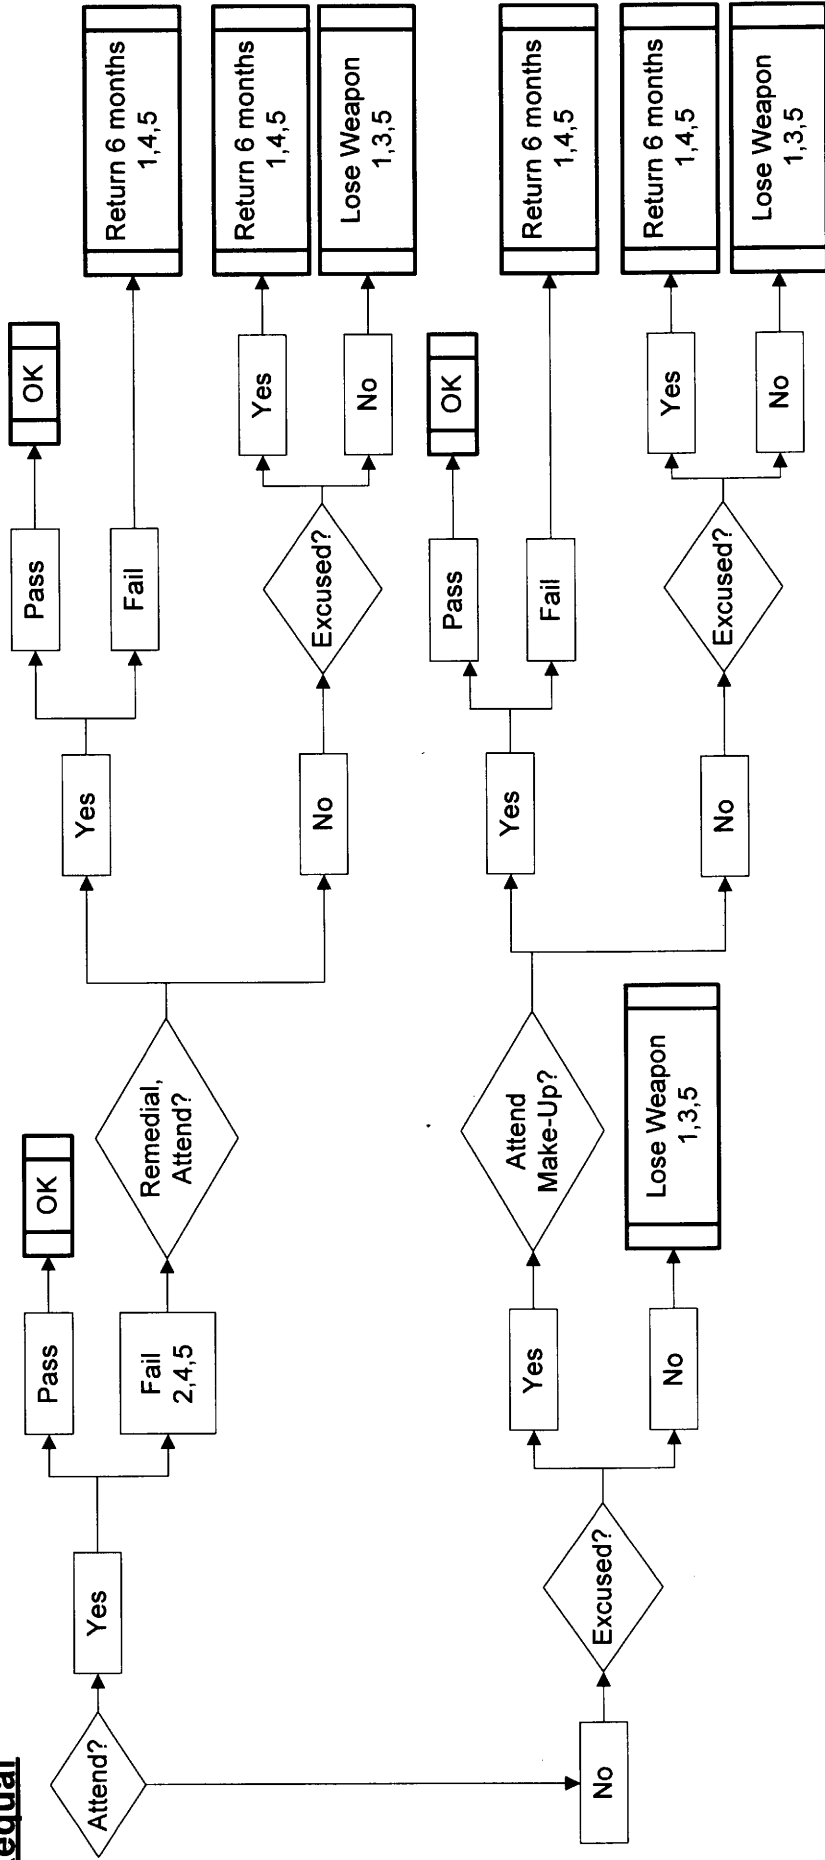 equal
Attend?
Yes
Pass
OK
Fail
2,4,5
Remedial,
Attend?
Yes
Pass
OK
Fail
Return 6 months
1,4,5
No
Excused?
Yes
Return 6 months
1,4,5
No
Lose Weapon
1,3,5
No
Excused?
Yes
Attend
Make-Up?
Yes
Pass
OK
Fail
Return 6 months
1,4,5
No
Excused?
Yes
Return 6 months
1,4,5
No
Lose Weapon
1,3,5
No
Lose Weapon
1,3,5